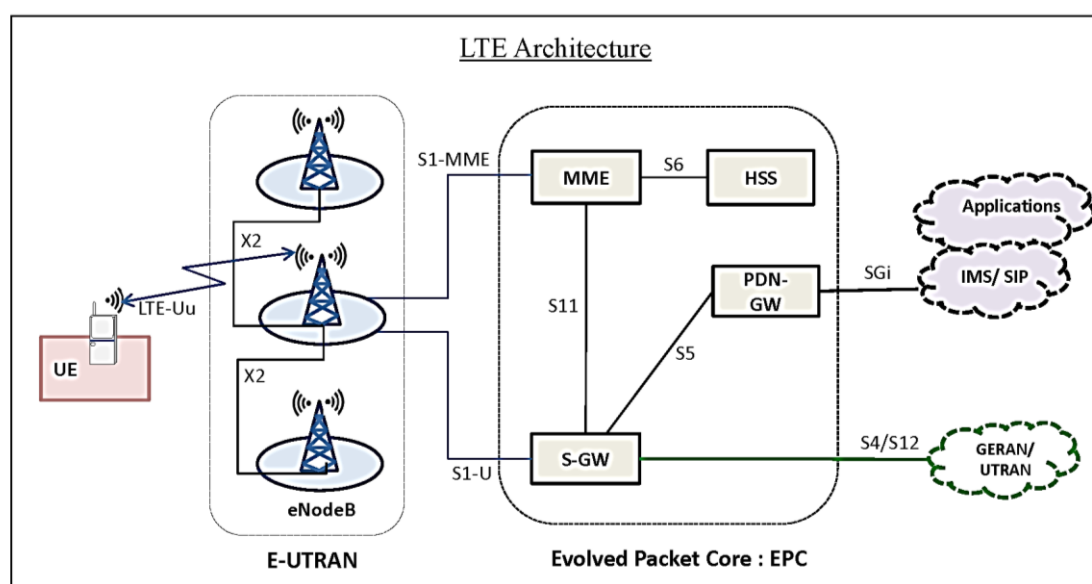 LTE Architecture
S1-MME
MME
S6
HSS
Applications
X2
LTE-Uu
S11
PDN-
GW
SGi
IMS/ SIP
UE
X2
S5
S1-U
S-GW
S4/S12
GERAN/
UTRAN
eNodeB
E-UTRAN
Evolved Packet Core : EPC